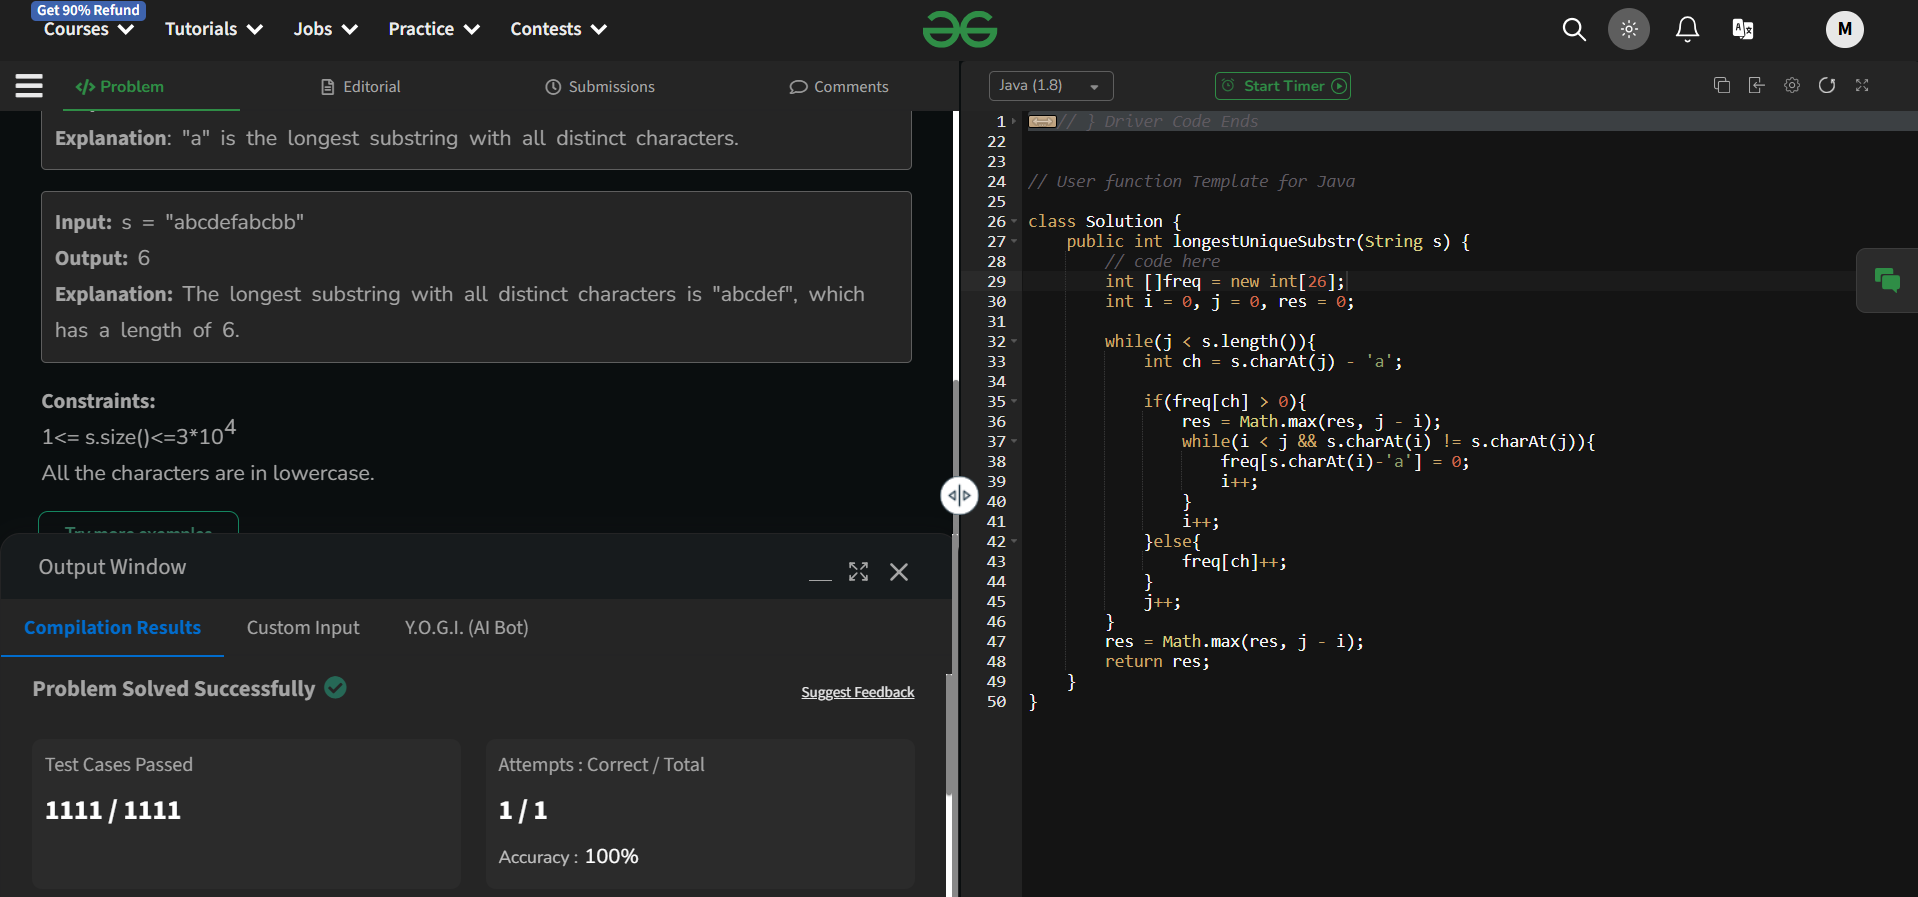 Get 90% Refund
Courses Tutorials Jobs Practice Contests
M
Problem Editorial Submissions Comments
Explanation: "a" is the longest substring with all distinct characters.
Input: s = "abcdefabcbb"
Output: 6
Explanation: The longest substring with all distinct characters is "abcdef", which
has a length of 6.
Constraints:
1<= s.size()<=3*10^4
All the characters are in lowercase.
Try more examples
Output Window
Compilation Results Custom Input Y.O.G.I. (AI Bot)
Problem Solved Successfully
Suggest Feedback
Test Cases Passed
1111 / 1111
Attempts : Correct / Total
1 / 1
Accuracy : 100%
Java (1.8) Start Timer
1 // } Driver Code Ends
22
23
24 // User function Template for Java
25
26 class Solution {
27 public int longestUniqueSubstr(String s) {
28 // code here
29 int []freq = new int[26];
30 int i = 0, j = 0, res = 0;
31
32 while(j < s.length()){
33 int ch = s.charAt(j) - 'a';
34
35 if(freq[ch] > 0){
36 res = Math.max(res, j - i);
37 while(i < j && s.charAt(i) != s.charAt(j)){
38 freq[s.charAt(i)-'a'] = 0;
39 i++;
40 }
41 i++;
42 }else{
43 freq[ch]++;
44 }
45 j++;
46 }
47 res = Math.max(res, j - i);
48 return res;
49 }
50 }